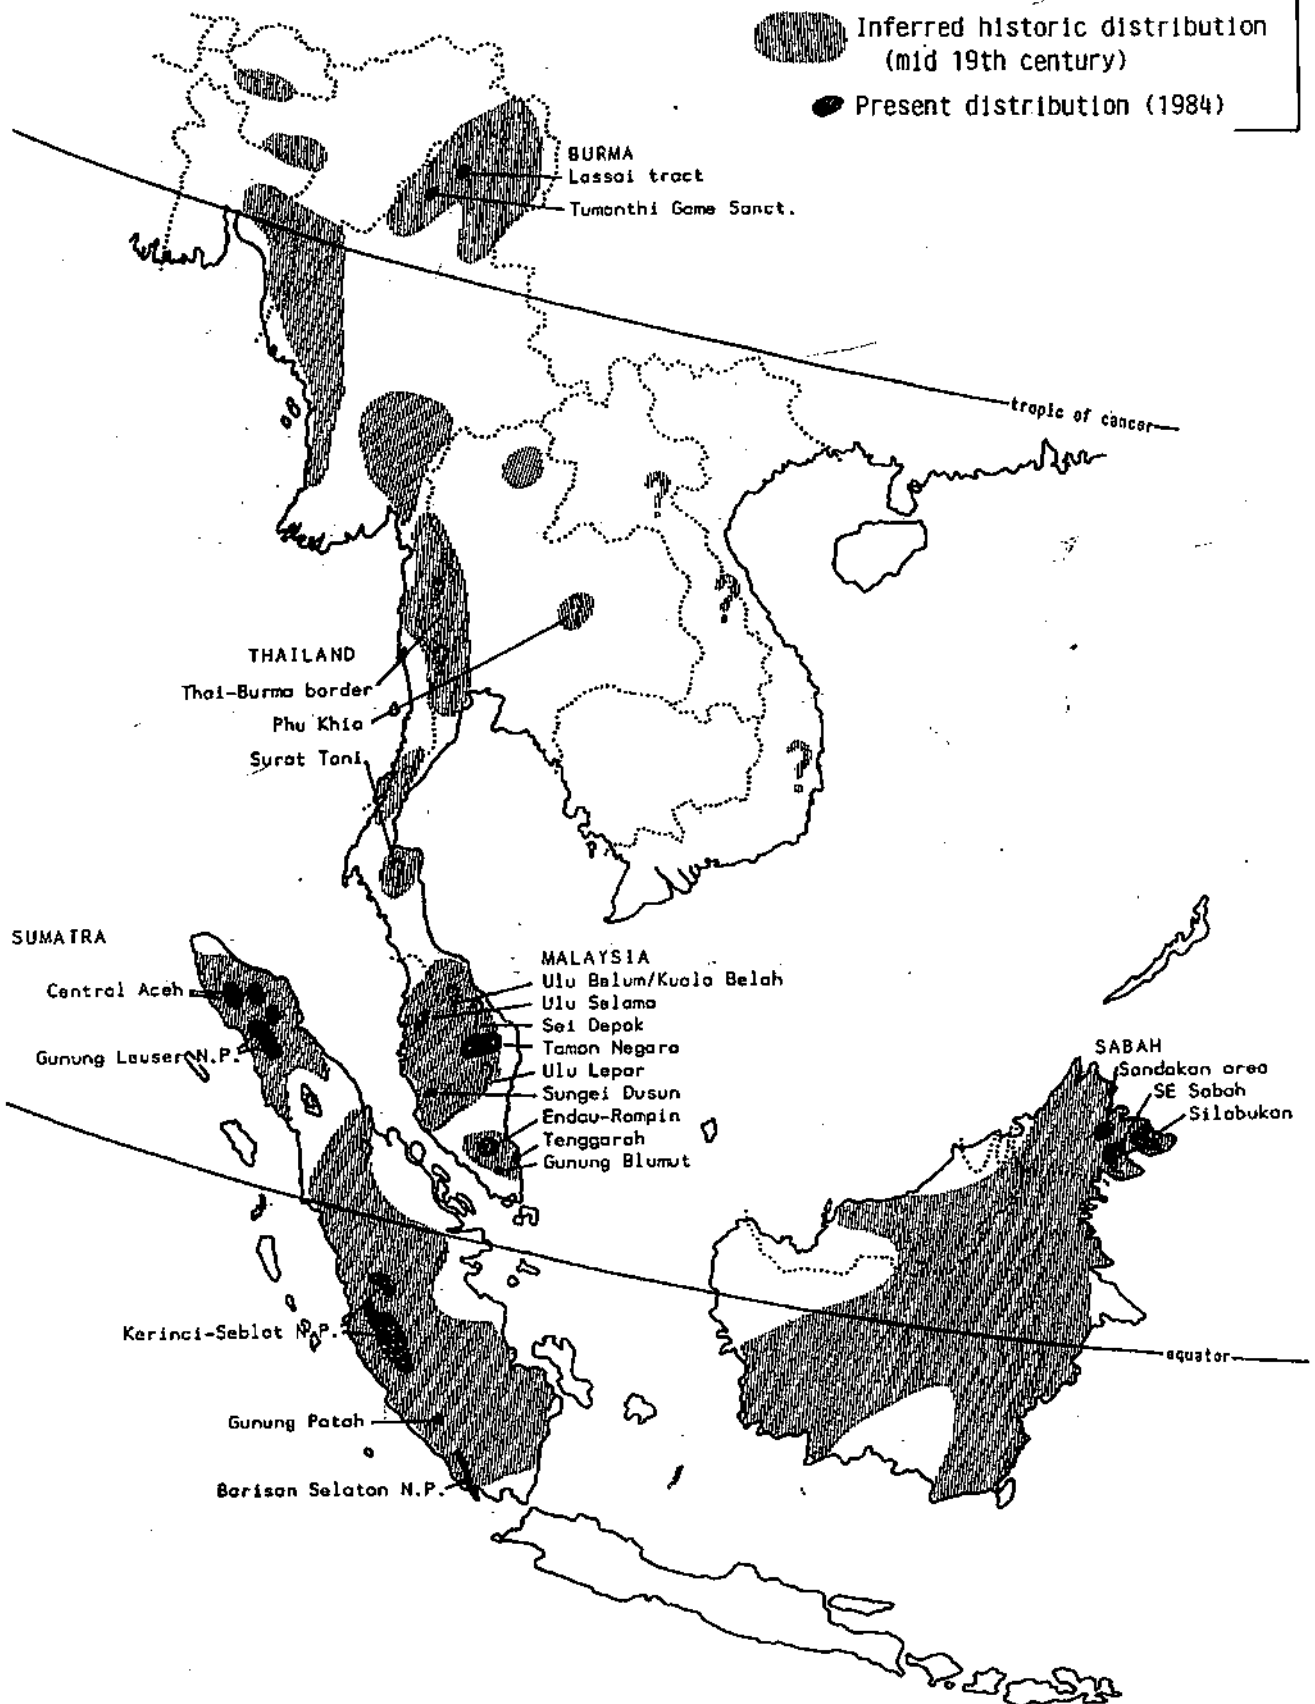 Inferred historic distribution
(mid 19th century)
Present distribution (1984)
BURMA
Lassai tract
Tumanthi Game Sanct.
tropic of cancer
?
?
THAILAND
Thai-Burma border
Phu Khio
Surat Tani
?
SUMATRA
Central Aceh
Gunung Leuser N.P.
MALAYSIA
Ulu Belum/Kuala Belah
Ulu Selama
Sei Depak
Taman Negara
Ulu Lepar
Sungei Dusun
Endau-Rompin
Tenggarah
Gunung Blumut
SABAH
Sandakan area
SE Sabah
Silabukan
Kerinci-Seblat N.P.
equator
Gunung Patah
Barisan Selatan N.P.